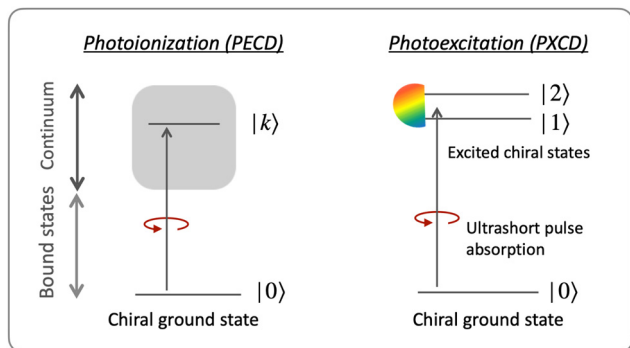 Photoionization (PECD)
Photoexcitation (PXCD)
Continuum
Bound states
|k⟩
|0⟩
Chiral ground state
|2⟩
|1⟩
Excited chiral states
Ultrashort pulse
absorption
|0⟩
Chiral ground state